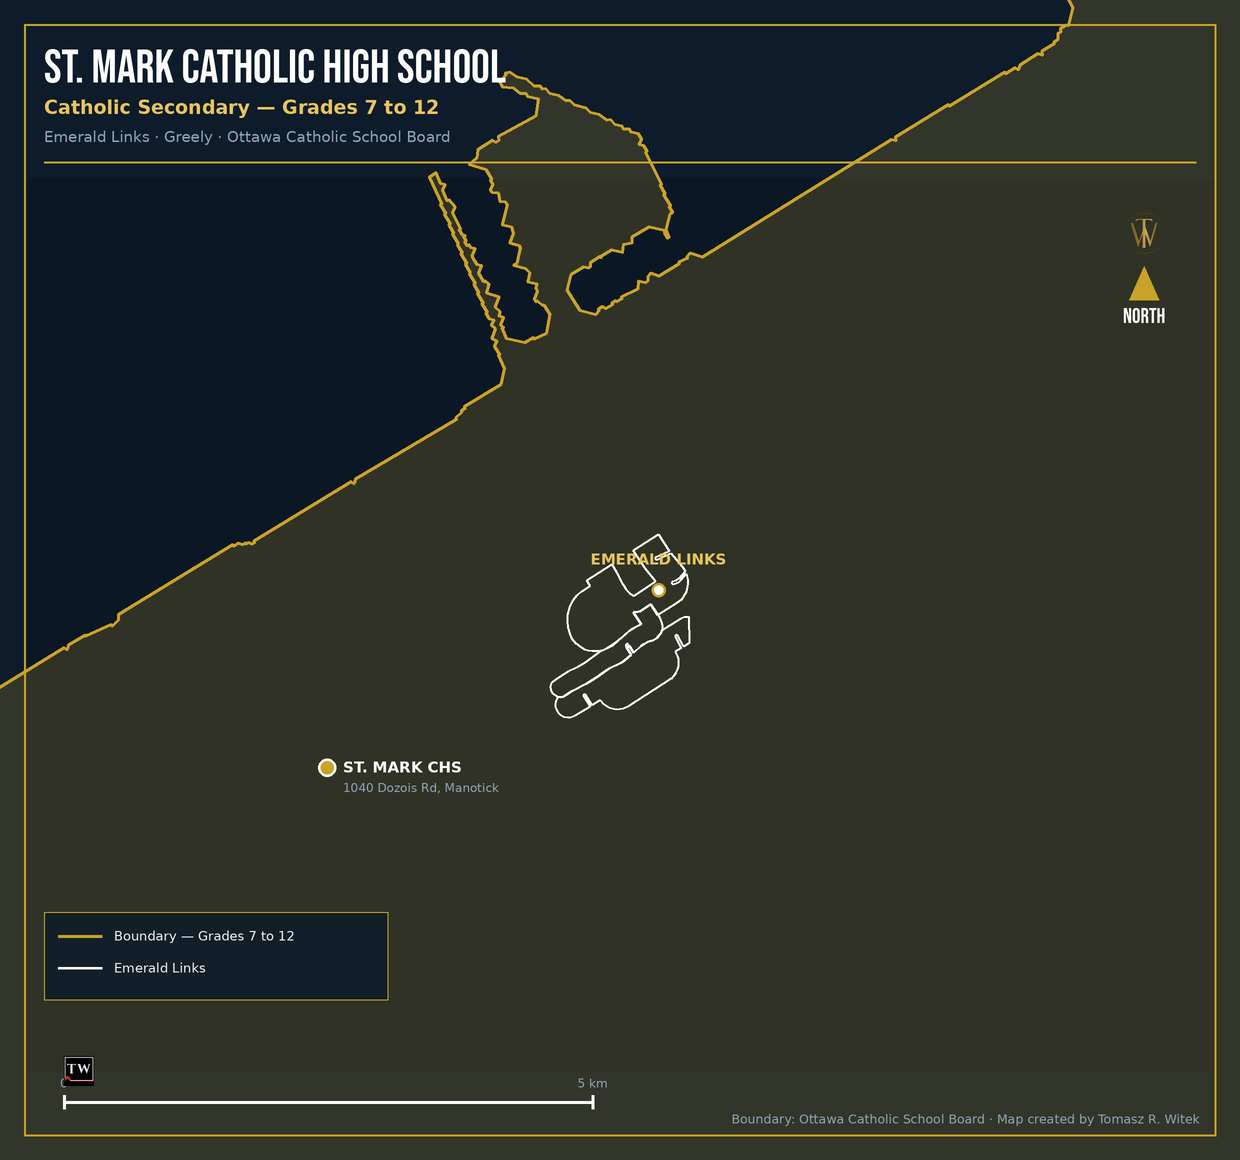 ST. MARK CATHOLIC HIGH SCHOOL
Catholic Secondary — Grades 7 to 12
Emerald Links · Greely · Ottawa Catholic School Board
TW
NORTH
EMERALD LINKS
ST. MARK CHS
1040 Dozois Rd, Manotick
Boundary — Grades 7 to 12
Emerald Links
TW
5 km
Boundary: Ottawa Catholic School Board · Map created by Tomasz R. Witek